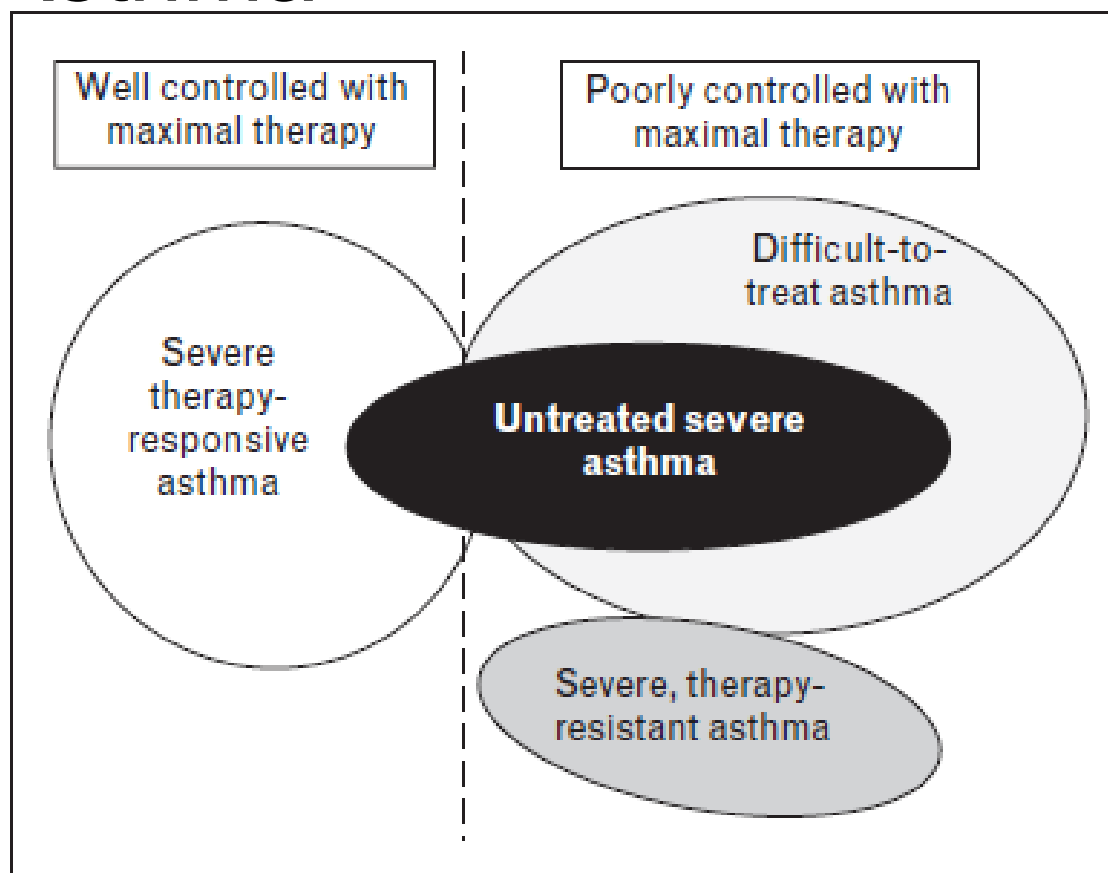 Well controlled with
maximal therapy
Poorly controlled with
maximal therapy
Difficult-to-
treat asthma
Severe
therapy-
responsive
asthma
Untreated severe
asthma
Severe, therapy-
resistant asthma